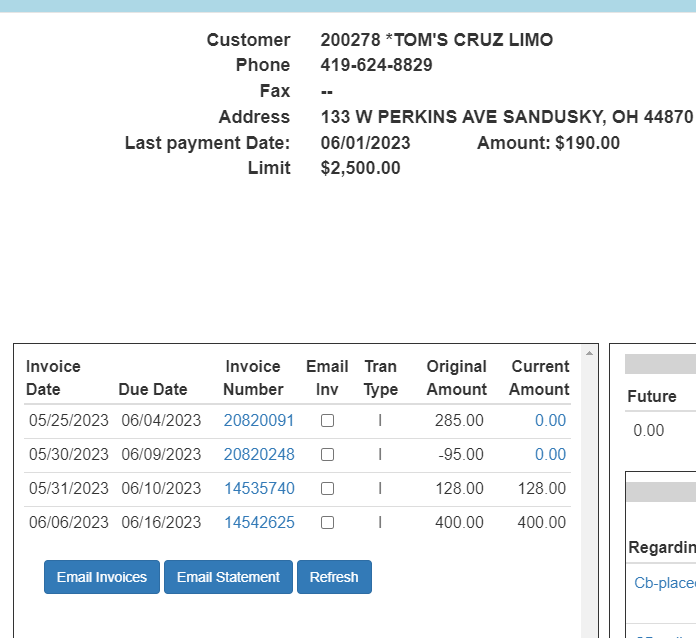 Customer 200278 *TOM'S CRUZ LIMO
Phone 419-624-8829
Fax --
Address 133 W PERKINS AVE SANDUSKY, OH 44870
Last payment Date: 06/01/2023 Amount: $190.00
Limit $2,500.00
Invoice Date Due Date Invoice Number Email Inv Tran Type Original Amount Current Amount
05/25/2023 06/04/2023 20820091 I 285.00 0.00
05/30/2023 06/09/2023 20820248 I -95.00 0.00
05/31/2023 06/10/2023 14535740 I 128.00 128.00
06/06/2023 06/16/2023 14542625 I 400.00 400.00
Email Invoices Email Statement Refresh
Future
0.00
Regardin
Cb-place